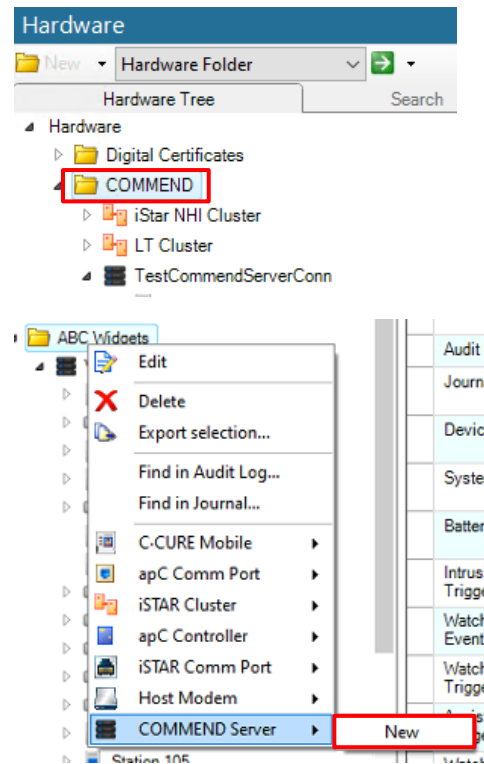 Hardware
New Hardware Folder
Hardware Tree Search
Hardware
Digital Certificates
COMMEND
iStar NHI Cluster
LT Cluster
TestCommendServerConn
ABC Widgets
Edit
Delete
Export selection...
Find in Audit Log...
Find in Journal...
C•CURE Mobile
apC Comm Port
iSTAR Cluster
apC Controller
iSTAR Comm Port
Host Modem
COMMEND Server
New
Station 105
Audit
Journ
Devic
Syste
Batter
Intrus
Trigge
Watch
Event
Watch
Trigge